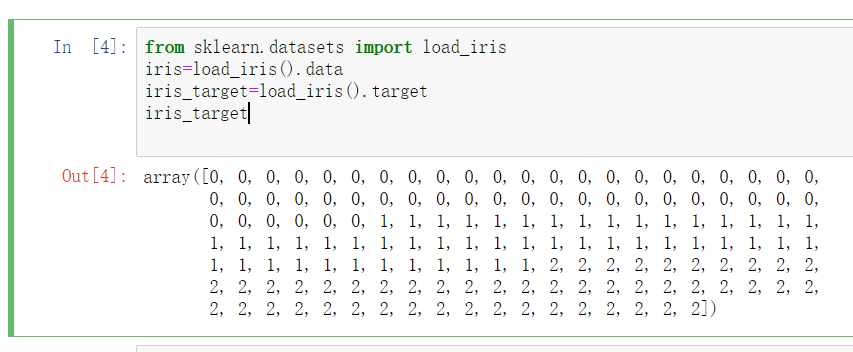 In [4]: from sklearn.datasets import load_iris
iris=load_iris().data
iris_target=load_iris().target
iris_target
Out[4]: array([0, 0, 0, 0, 0, 0, 0, 0, 0, 0, 0, 0, 0, 0, 0, 0, 0, 0, 0, 0, 0, 0,
0, 0, 0, 0, 0, 0, 0, 0, 0, 0, 0, 0, 0, 0, 0, 0, 0, 0, 0, 0, 0, 0,
0, 0, 0, 0, 0, 0, 1, 1, 1, 1, 1, 1, 1, 1, 1, 1, 1, 1, 1, 1, 1, 1,
1, 1, 1, 1, 1, 1, 1, 1, 1, 1, 1, 1, 1, 1, 1, 1, 1, 1, 1, 1, 1, 1,
1, 1, 1, 1, 1, 1, 1, 1, 1, 1, 1, 1, 2, 2, 2, 2, 2, 2, 2, 2, 2, 2,
2, 2, 2, 2, 2, 2, 2, 2, 2, 2, 2, 2, 2, 2, 2, 2, 2, 2, 2, 2, 2, 2,
2, 2, 2, 2, 2, 2, 2, 2, 2, 2, 2, 2, 2, 2, 2, 2, 2, 2])